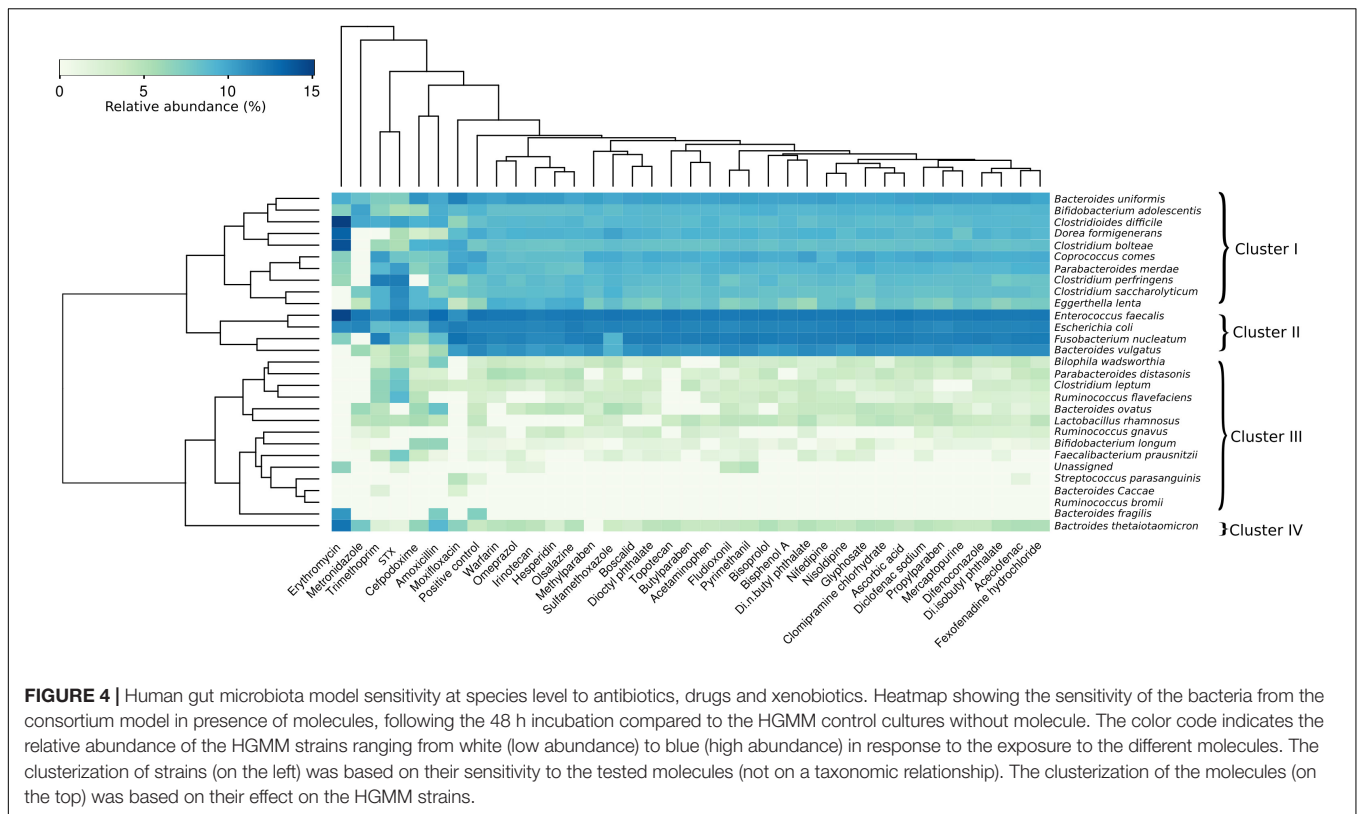 0 5 10 15
Relative abundance (%)
Bacteroides uniformis
Bifidobacterium adolescentis
Clostridioides difficile
Dorea formigenerans
Clostridium bolteae
Coprococcus comes
Parabacteroides merdae
Clostridium perfringens
Clostridium saccharolyticum
Eggerthella lenta
Enterococcus faecalis
Escherichia coli
Fusobacterium nucleatum
Bacteroides vulgatus
Bilophila wadsworthia
Parabacteroides distasonis
Clostridium leptum
Ruminococcus flavefaciens
Bacteroides ovatus
Lactobacillus rhamnosus
Ruminococcus gnavus
Bifidobacterium longum
Faecalibacterium prausnitzii
Unassigned
Streptococcus parasanguinis
Bacteroides Caccae
Ruminococcus bromii
Bacteroides fragilis
Bactroides thetaiotaomicron
Cluster I
Cluster II
Cluster III
Cluster IV
Erythromycin
Metronidazole
Trimethoprim
STX
Cefpodoxime
Amoxicillin
Moxifloxacin
Positive control
Warfarin
Omeprazol
Irinotecan
Hesperidin
Olsalazine
Methylparaben
Sulfamethoxazole
Boscalid
Dioctyl phthalate
Topotecan
Butylparaben
Acetaminophen
Fludioxonil
Pyrimethanil
Bisoprolol
Bisphenol A
Di.n.butyl phthalate
Nifedipine
Nisoldipine
Glyphosate
Clomipramine chlorhydrate
Ascorbic acid
Diclofenac sodium
Propylparaben
Mercaptopurine
Difenoconazole
Di.isobutyl phthalate
Aceclofenac
Fexofenadine hydrochloride
FIGURE 4 | Human gut microbiota model sensitivity at species level to antibiotics, drugs and xenobiotics. Heatmap showing the sensitivity of the bacteria from the
consortium model in presence of molecules, following the 48 h incubation compared to the HGMM control cultures without molecule. The color code indicates the
relative abundance of the HGMM strains ranging from white (low abundance) to blue (high abundance) in response to the exposure to the different molecules. The
clusterization of strains (on the left) was based on their sensitivity to the tested molecules (not on a taxonomic relationship). The clusterization of the molecules (on
the top) was based on their effect on the HGMM strains.